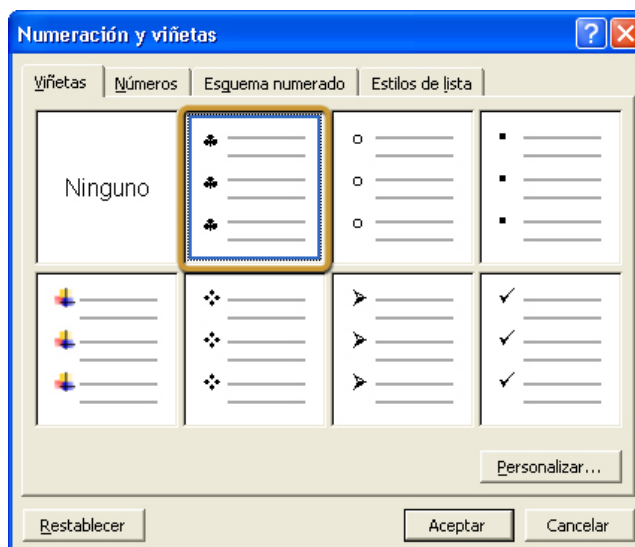 Numeración y viñetas
Viñetas Números Esquema numerado Estilos de lista
Ninguno
Personalizar...
Restablecer Aceptar Cancelar